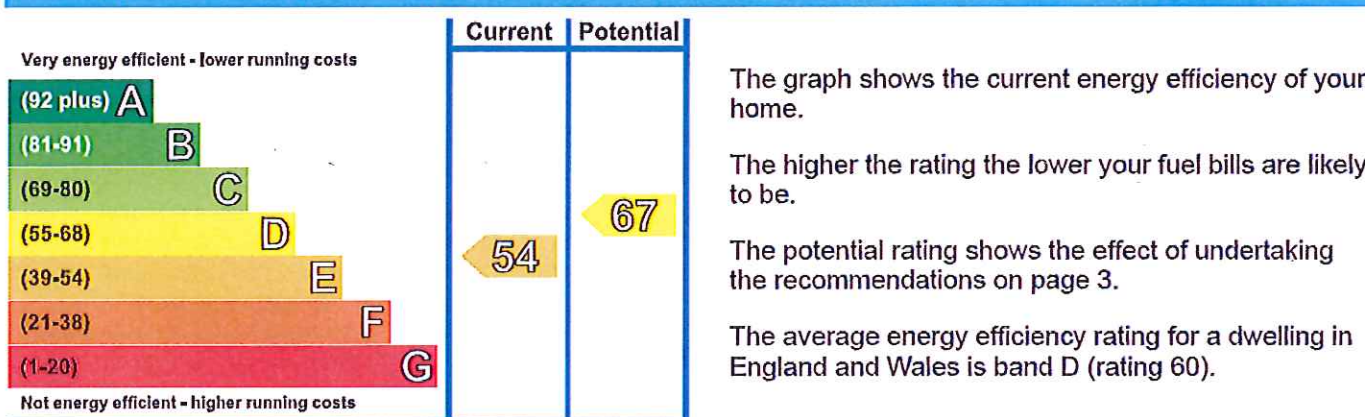 Current Potential
Very energy efficient - lower running costs
(92 plus) A
(81-91) B
(69-80) C
(55-68) D
(39-54) E
(21-38) F
(1-20) G
Not energy efficient - higher running costs
54
67
The graph shows the current energy efficiency of your
home.
The higher the rating the lower your fuel bills are likely
to be.
The potential rating shows the effect of undertaking
the recommendations on page 3.
The average energy efficiency rating for a dwelling in
England and Wales is band D (rating 60).